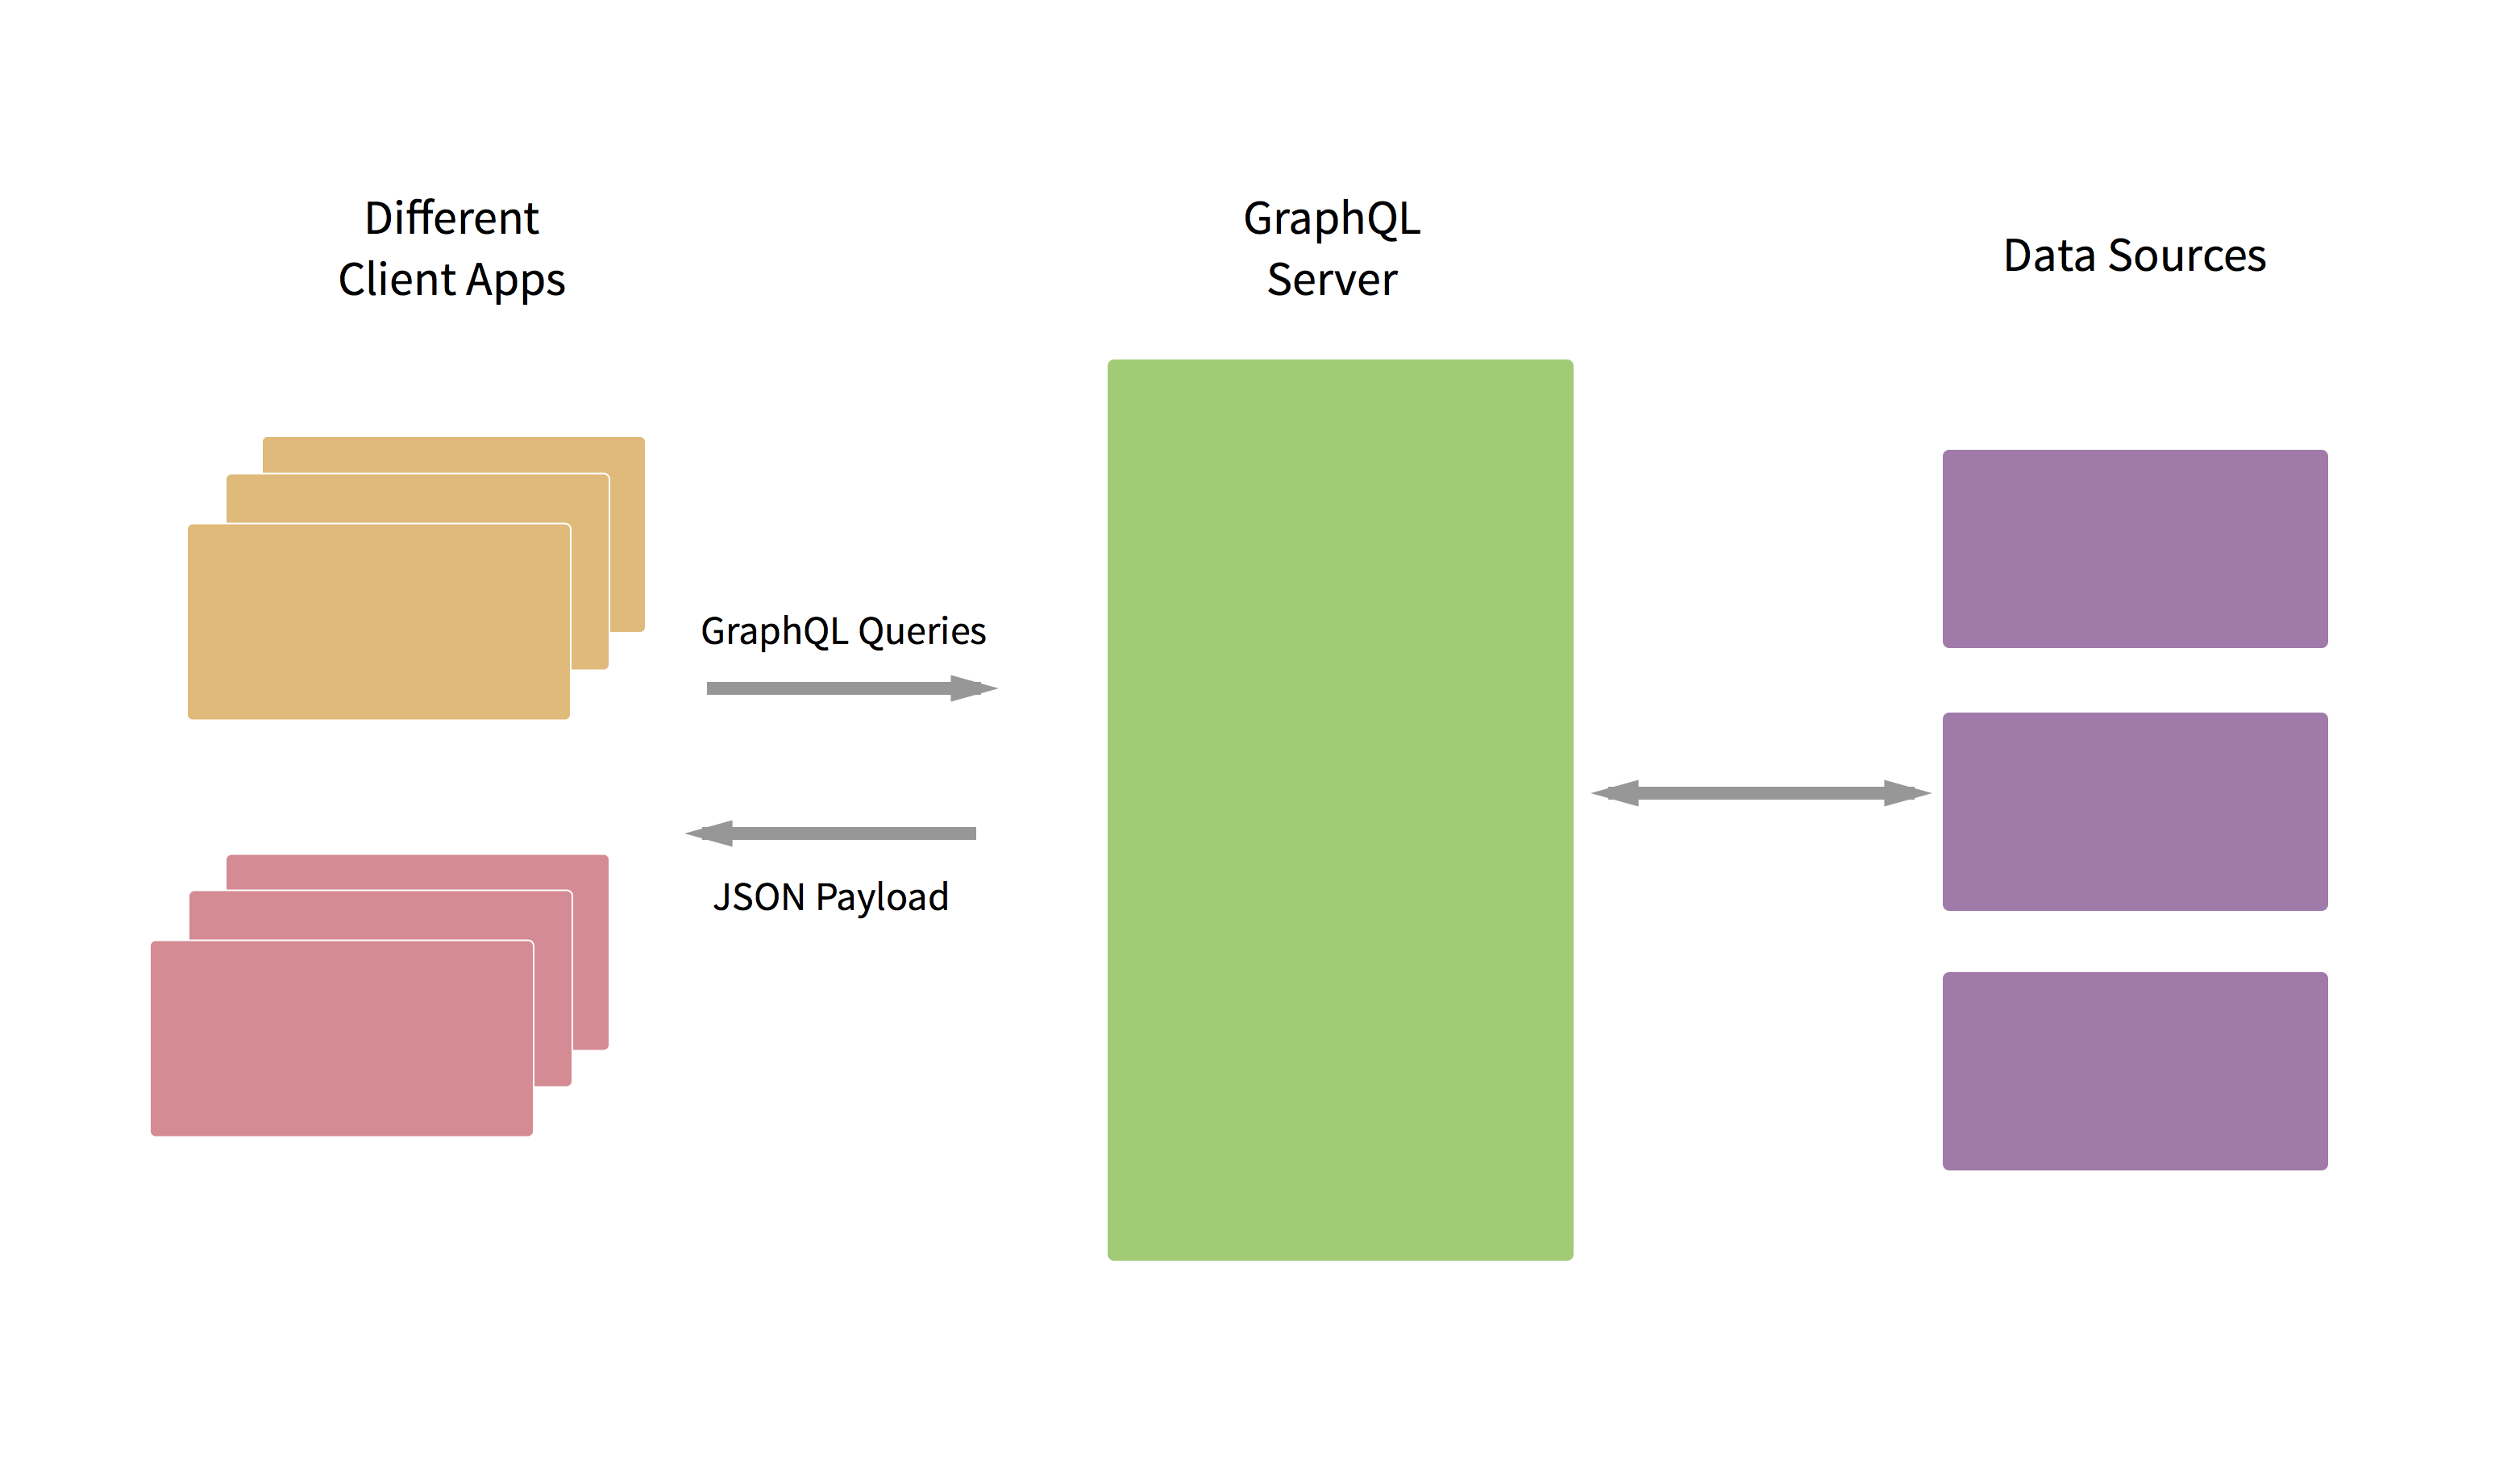 Different
Client Apps
GraphQL
Server
Data Sources
GraphQL Queries
JSON Payload